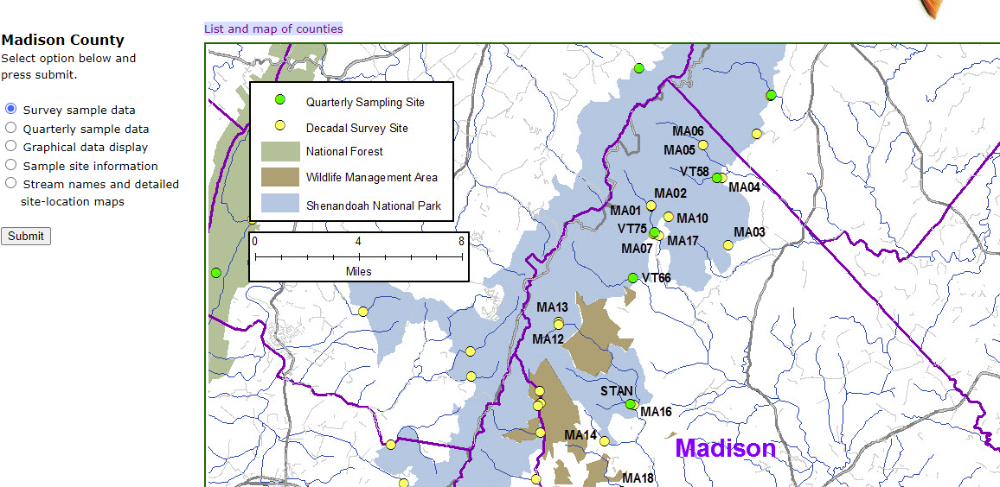 List and map of counties
Madison County
Select option below and
press submit.
Survey sample data
Quarterly sample data
Graphical data display
Sample site information
Stream names and detailed
site-location maps
Submit
Quarterly Sampling Site
Decadal Survey Site
National Forest
Wildlife Management Area
Shenandoah National Park
0 4 8
Miles
MA06
MA05
VT58
MA04
MA02
MA01
MA10
VT75
MA17
MA03
MA07
VT66
MA13
MA12
STAN
MA16
MA14
Madison
MA18